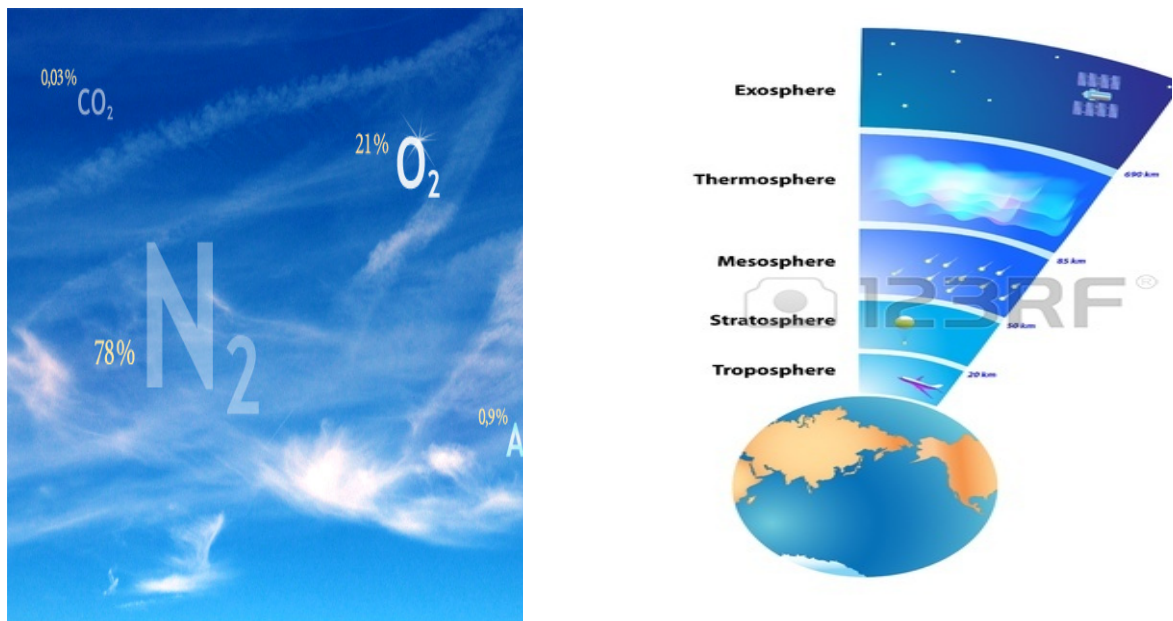 0,03%
CO₂
21%
O₂
N₂
78%
0,9%
A
Exosphere
690 km
Thermosphere
85 km
Mesosphere
123RF®
50 km
Stratosphere
20 km
Troposphere